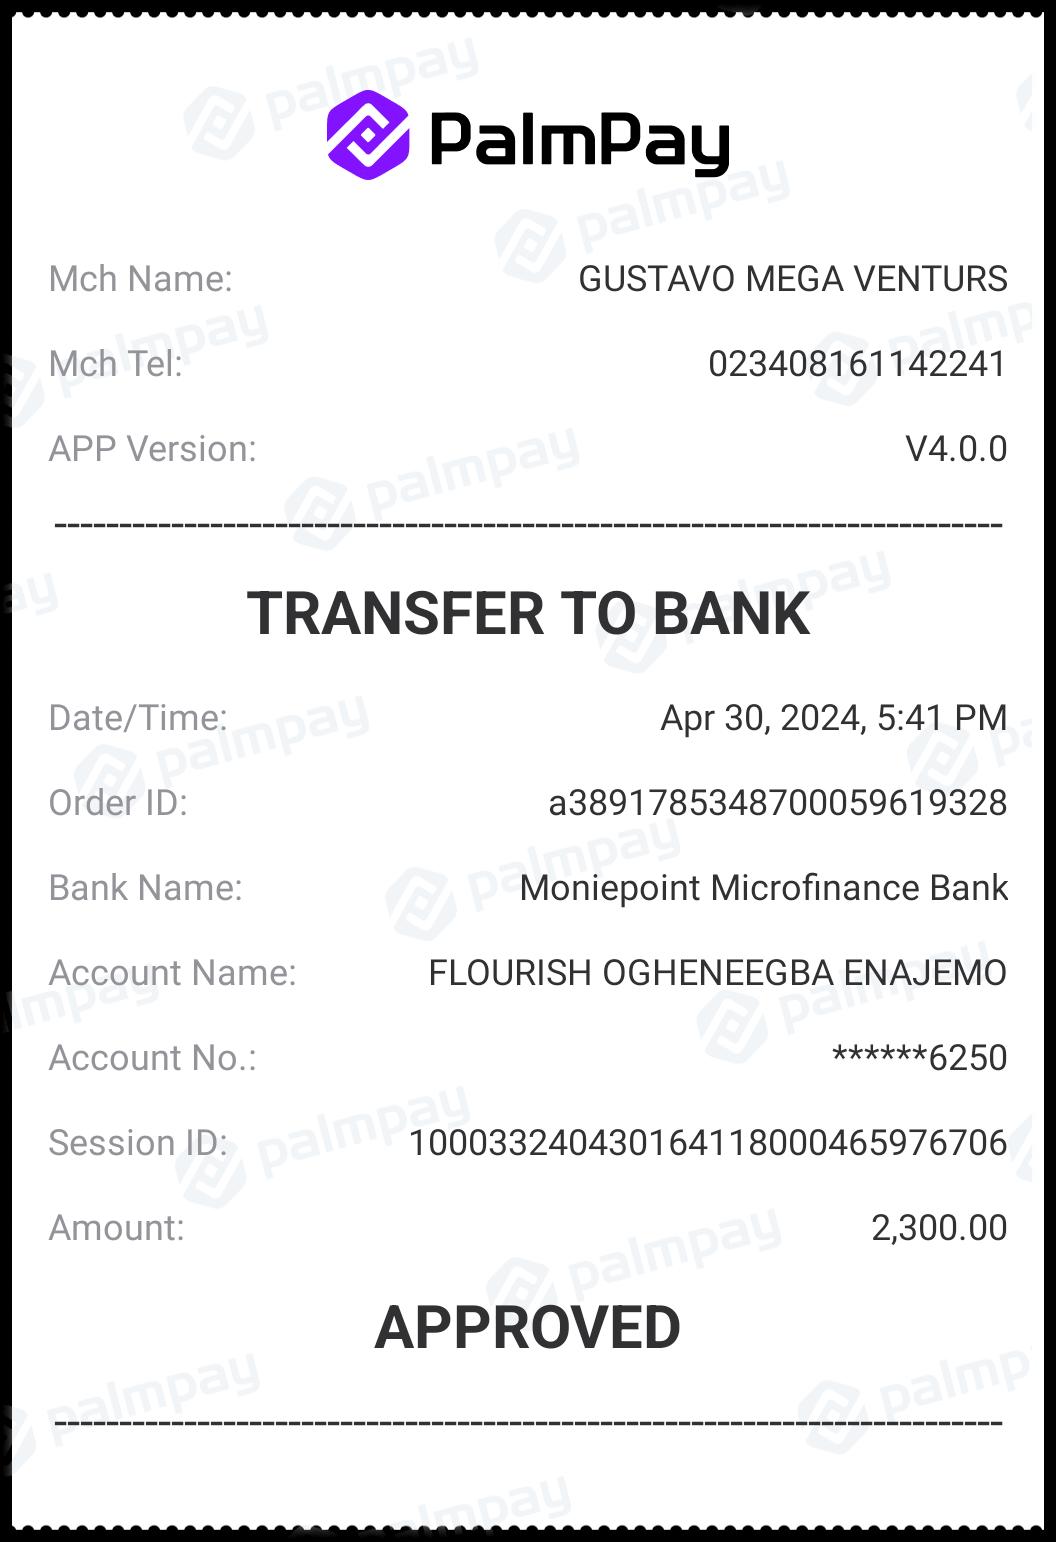 PalmPay
Mch Name: GUSTAVO MEGA VENTURS
Mch Tel: 023408161142241
APP Version: V4.0.0
TRANSFER TO BANK
Date/Time: Apr 30, 2024, 5:41 PM
Order ID: a3891785348700059619328
Bank Name: Moniepoint Microfinance Bank
Account Name: FLOURISH OGHENEEGBA ENAJEMO
Account No.: ******6250
Session ID: 100033240430164118000465976706
Amount: 2,300.00
APPROVED